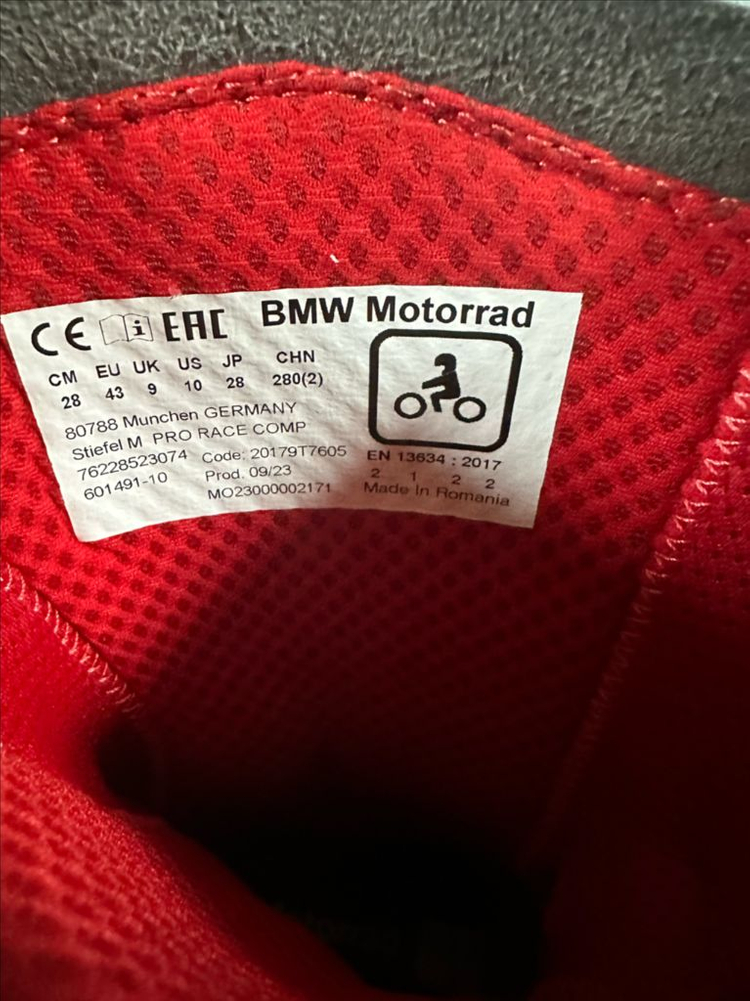 CE i EAC BMW Motorrad
CM EU UK US JP CHN
28 43 9 10 28 280(2)
80788 Munchen GERMANY
Stiefel M PRO RACE COMP
76228523074 Code: 20179T7605
601491-10 Prod. 09/23
MO23000002171
EN 13634 : 2017
2 1 2 2
Made In Romania